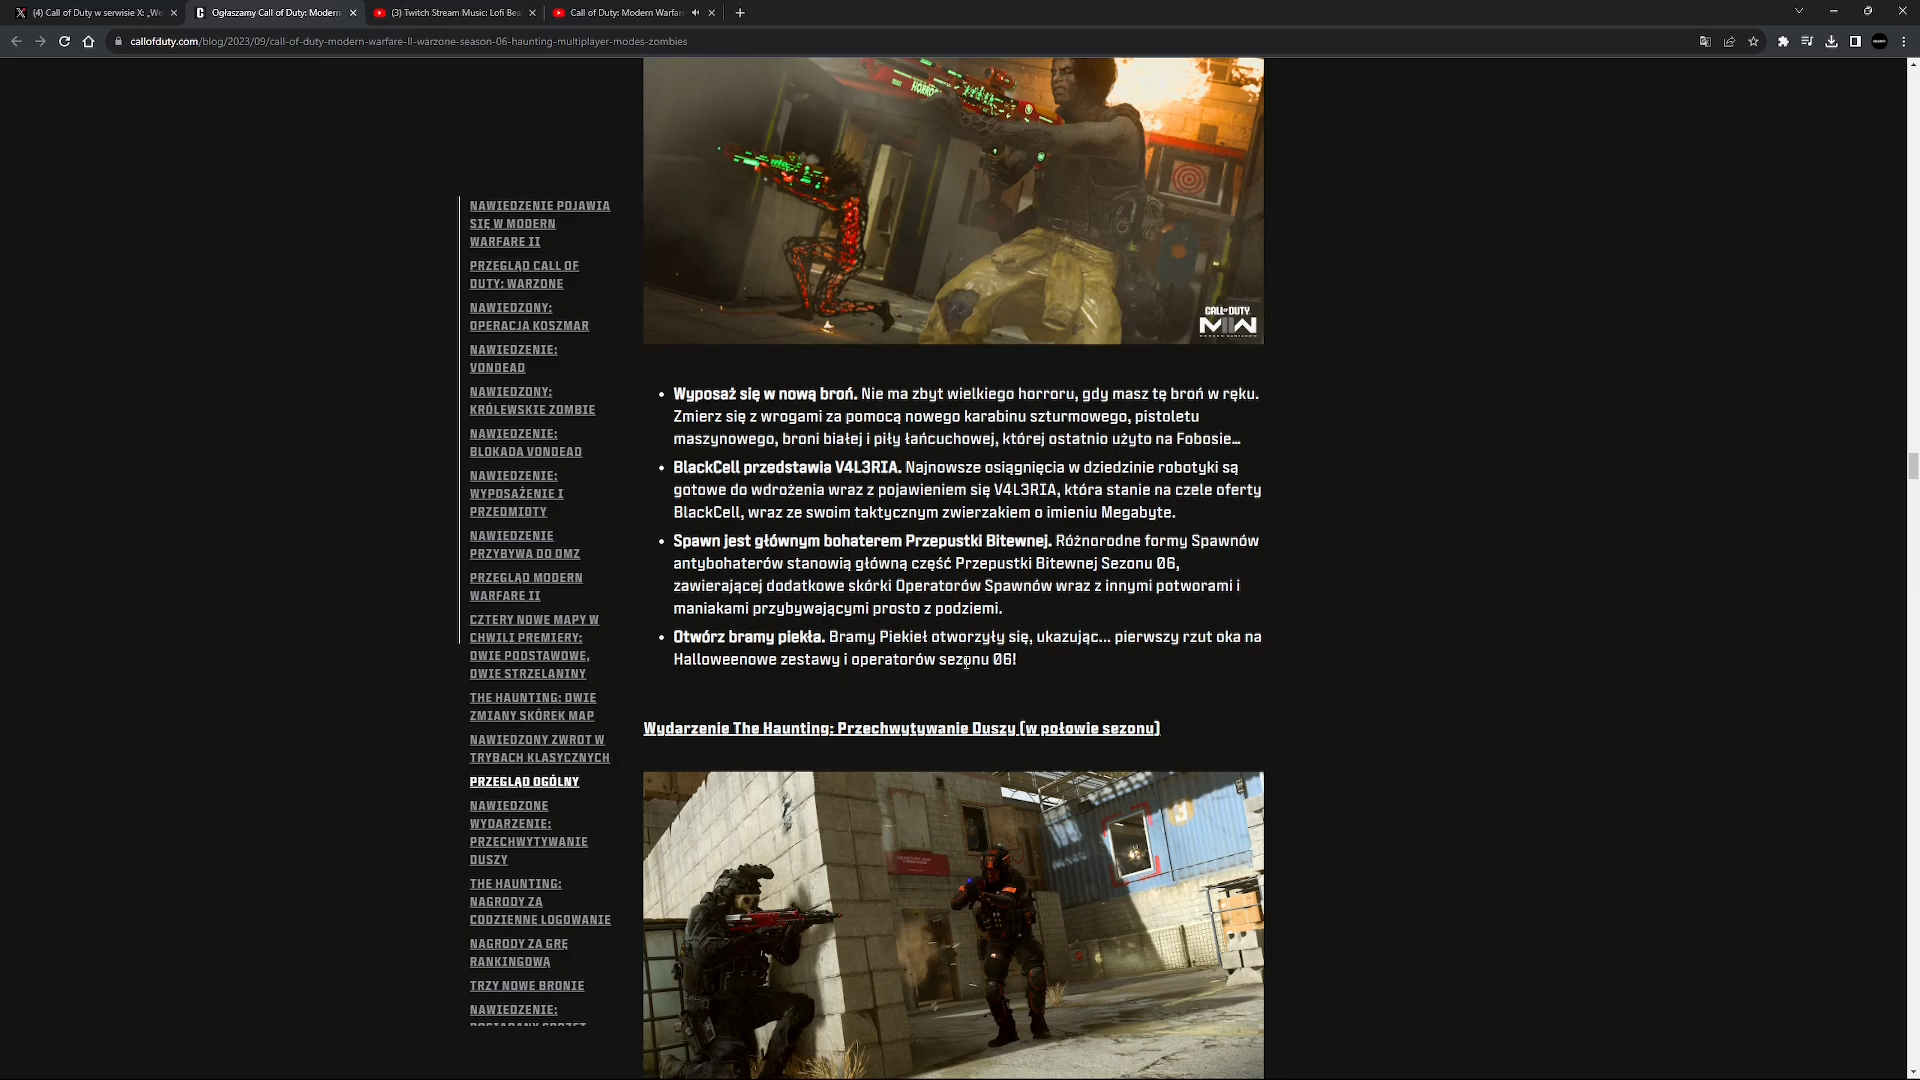 (4) Call of Duty w serwisie X: „We
Ogłaszamy Call of Duty: Modern
(3) Twitch Stream Music: Lofi Bea
Call of Duty: Modern Warfare
callofduty.com/blog/2023/09/call-of-duty-modern-warfare-II-warzone-season-06-haunting-multiplayer-modes-zombies
HORROR
CALL OF DUTY
MWII
NAWIEDZENIE POJAWIA
SIĘ W MODERN
WARFARE II
PRZEGLĄD CALL OF
DUTY: WARZONE
NAWIEDZONY:
OPERACJA KOSZMAR
NAWIEDZENIE:
VONDEAD
NAWIEDZONY:
KRÓLEWSKIE ZOMBIE
NAWIEDZENIE:
BLOKADA VONDEAD
NAWIEDZENIE:
WYPOSAŻENIE I
PRZEDMIOTY
NAWIEDZENIE
PRZYBYWA DO DMZ
PRZEGLĄD MODERN
WARFARE II
CZTERY NOWE MAPY W
CHWILI PREMIERY:
DWIE PODSTAWOWE,
DWIE STRZELANINY
THE HAUNTING: DWIE
ZMIANY SKÓREK MAP
NAWIEDZONY ZWROT W
TRYBACH KLASYCZNYCH
PRZEGLĄD OGÓLNY
NAWIEDZONE
WYDARZENIE:
PRZECHWYTYWANIE
DUSZY
THE HAUNTING:
NAGRODY ZA
CODZIENNE LOGOWANIE
NAGRODY ZA GRĘ
RANKINGOWĄ
TRZY NOWE BRONIE
NAWIEDZENIE:
• Wyposaż się w nową broń. Nie ma zbyt wielkiego horroru, gdy masz tę broń w ręku.
Zmierz się z wrogami za pomocą nowego karabinu szturmowego, pistoletu
maszynowego, broni białej i piły łańcuchowej, której ostatnio użyto na Fobosie…
• BlackCell przedstawia V4L3RIA. Najnowsze osiągnięcia w dziedzinie robotyki są
gotowe do wdrożenia wraz z pojawieniem się V4L3RIA, która stanie na czele oferty
BlackCell, wraz ze swoim taktycznym zwierzakiem o imieniu Megabyte.
• Spawn jest głównym bohaterem Przepustki Bitewnej. Różnorodne formy Spawnów
antybohaterów stanowią główną część Przepustki Bitewnej Sezonu 06,
zawierającej dodatkowe skórki Operatorów Spawnów wraz z innymi potworami i
maniakami przybywającymi prosto z podziemi.
• Otwórz bramy piekła. Bramy Piekieł otworzyły się, ukazując... pierwszy rzut oka na
Halloweenowe zestawy i operatorów sezonu 06!
Wydarzenie The Haunting: Przechwytywanie Duszy (w połowie sezonu)